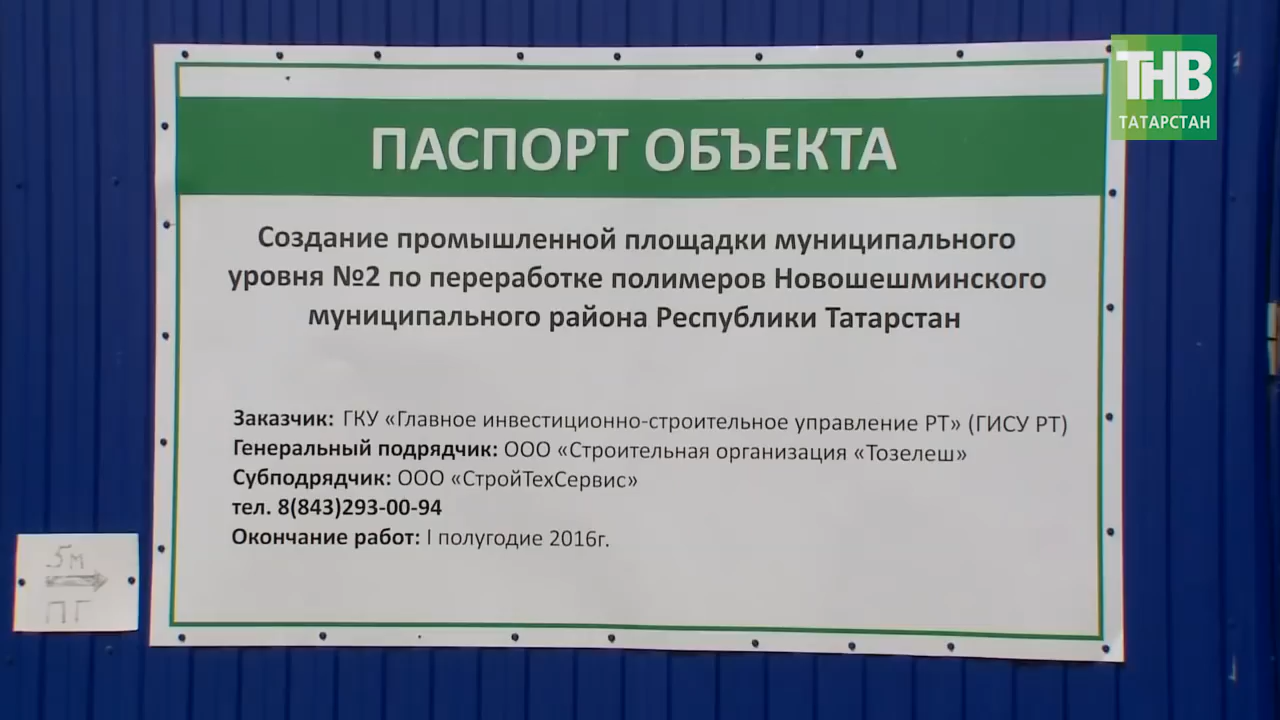 ТНВ
ТАТАРСТАН
ПАСПОРТ ОБЪЕКТА
Создание промышленной площадки муниципального
уровня №2 по переработке полимеров Новошешминского
муниципального района Республики Татарстан
Заказчик: ГКУ «Главное инвестиционно-строительное управление РТ» (ГИСУ РТ)
Генеральный подрядчик: ООО «Строительная организация «Тозелеш»
Субподрядчик: ООО «СтройТехСервис»
тел. 8(843)293-00-94
Окончание работ: I полугодие 2016г.
5м
ПГ